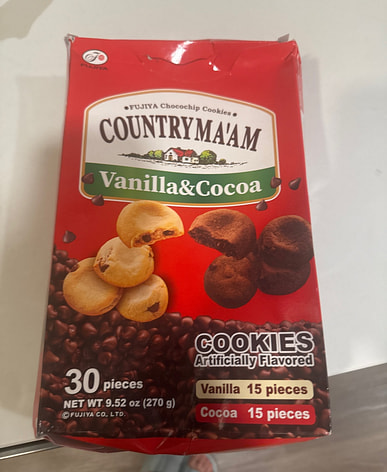 FUJIYA Chocochip Cookies
COUNTRY MA'AM
Vanilla&Cocoa
COOKIES
Artificially Flavored
30 pieces
NET WT 9.52 oz (270 g)
©FUJIYA CO., LTD.
Vanilla 15 pieces
Cocoa 15 pieces